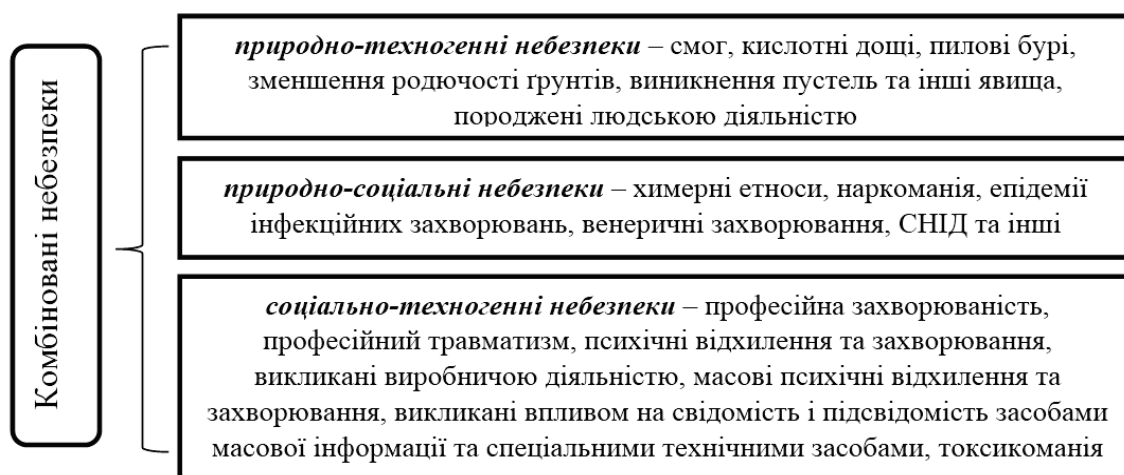 Комбіновані небезпеки
природно-техногенні небезпеки – смог, кислотні дощі, пилові бурі,
зменшення родючості ґрунтів, виникнення пустель та інші явища,
породжені людською діяльністю
природно-соціальні небезпеки – химерні етноси, наркоманія, епідемії
інфекційних захворювань, венеричні захворювання, СНІД та інші
соціально-техногенні небезпеки – професійна захворюваність,
професійний травматизм, психічні відхилення та захворювання,
викликані виробничою діяльністю, масові психічні відхилення та
захворювання, викликані впливом на свідомість і підсвідомість засобами
масової інформації та спеціальними технічними засобами, токсикоманія